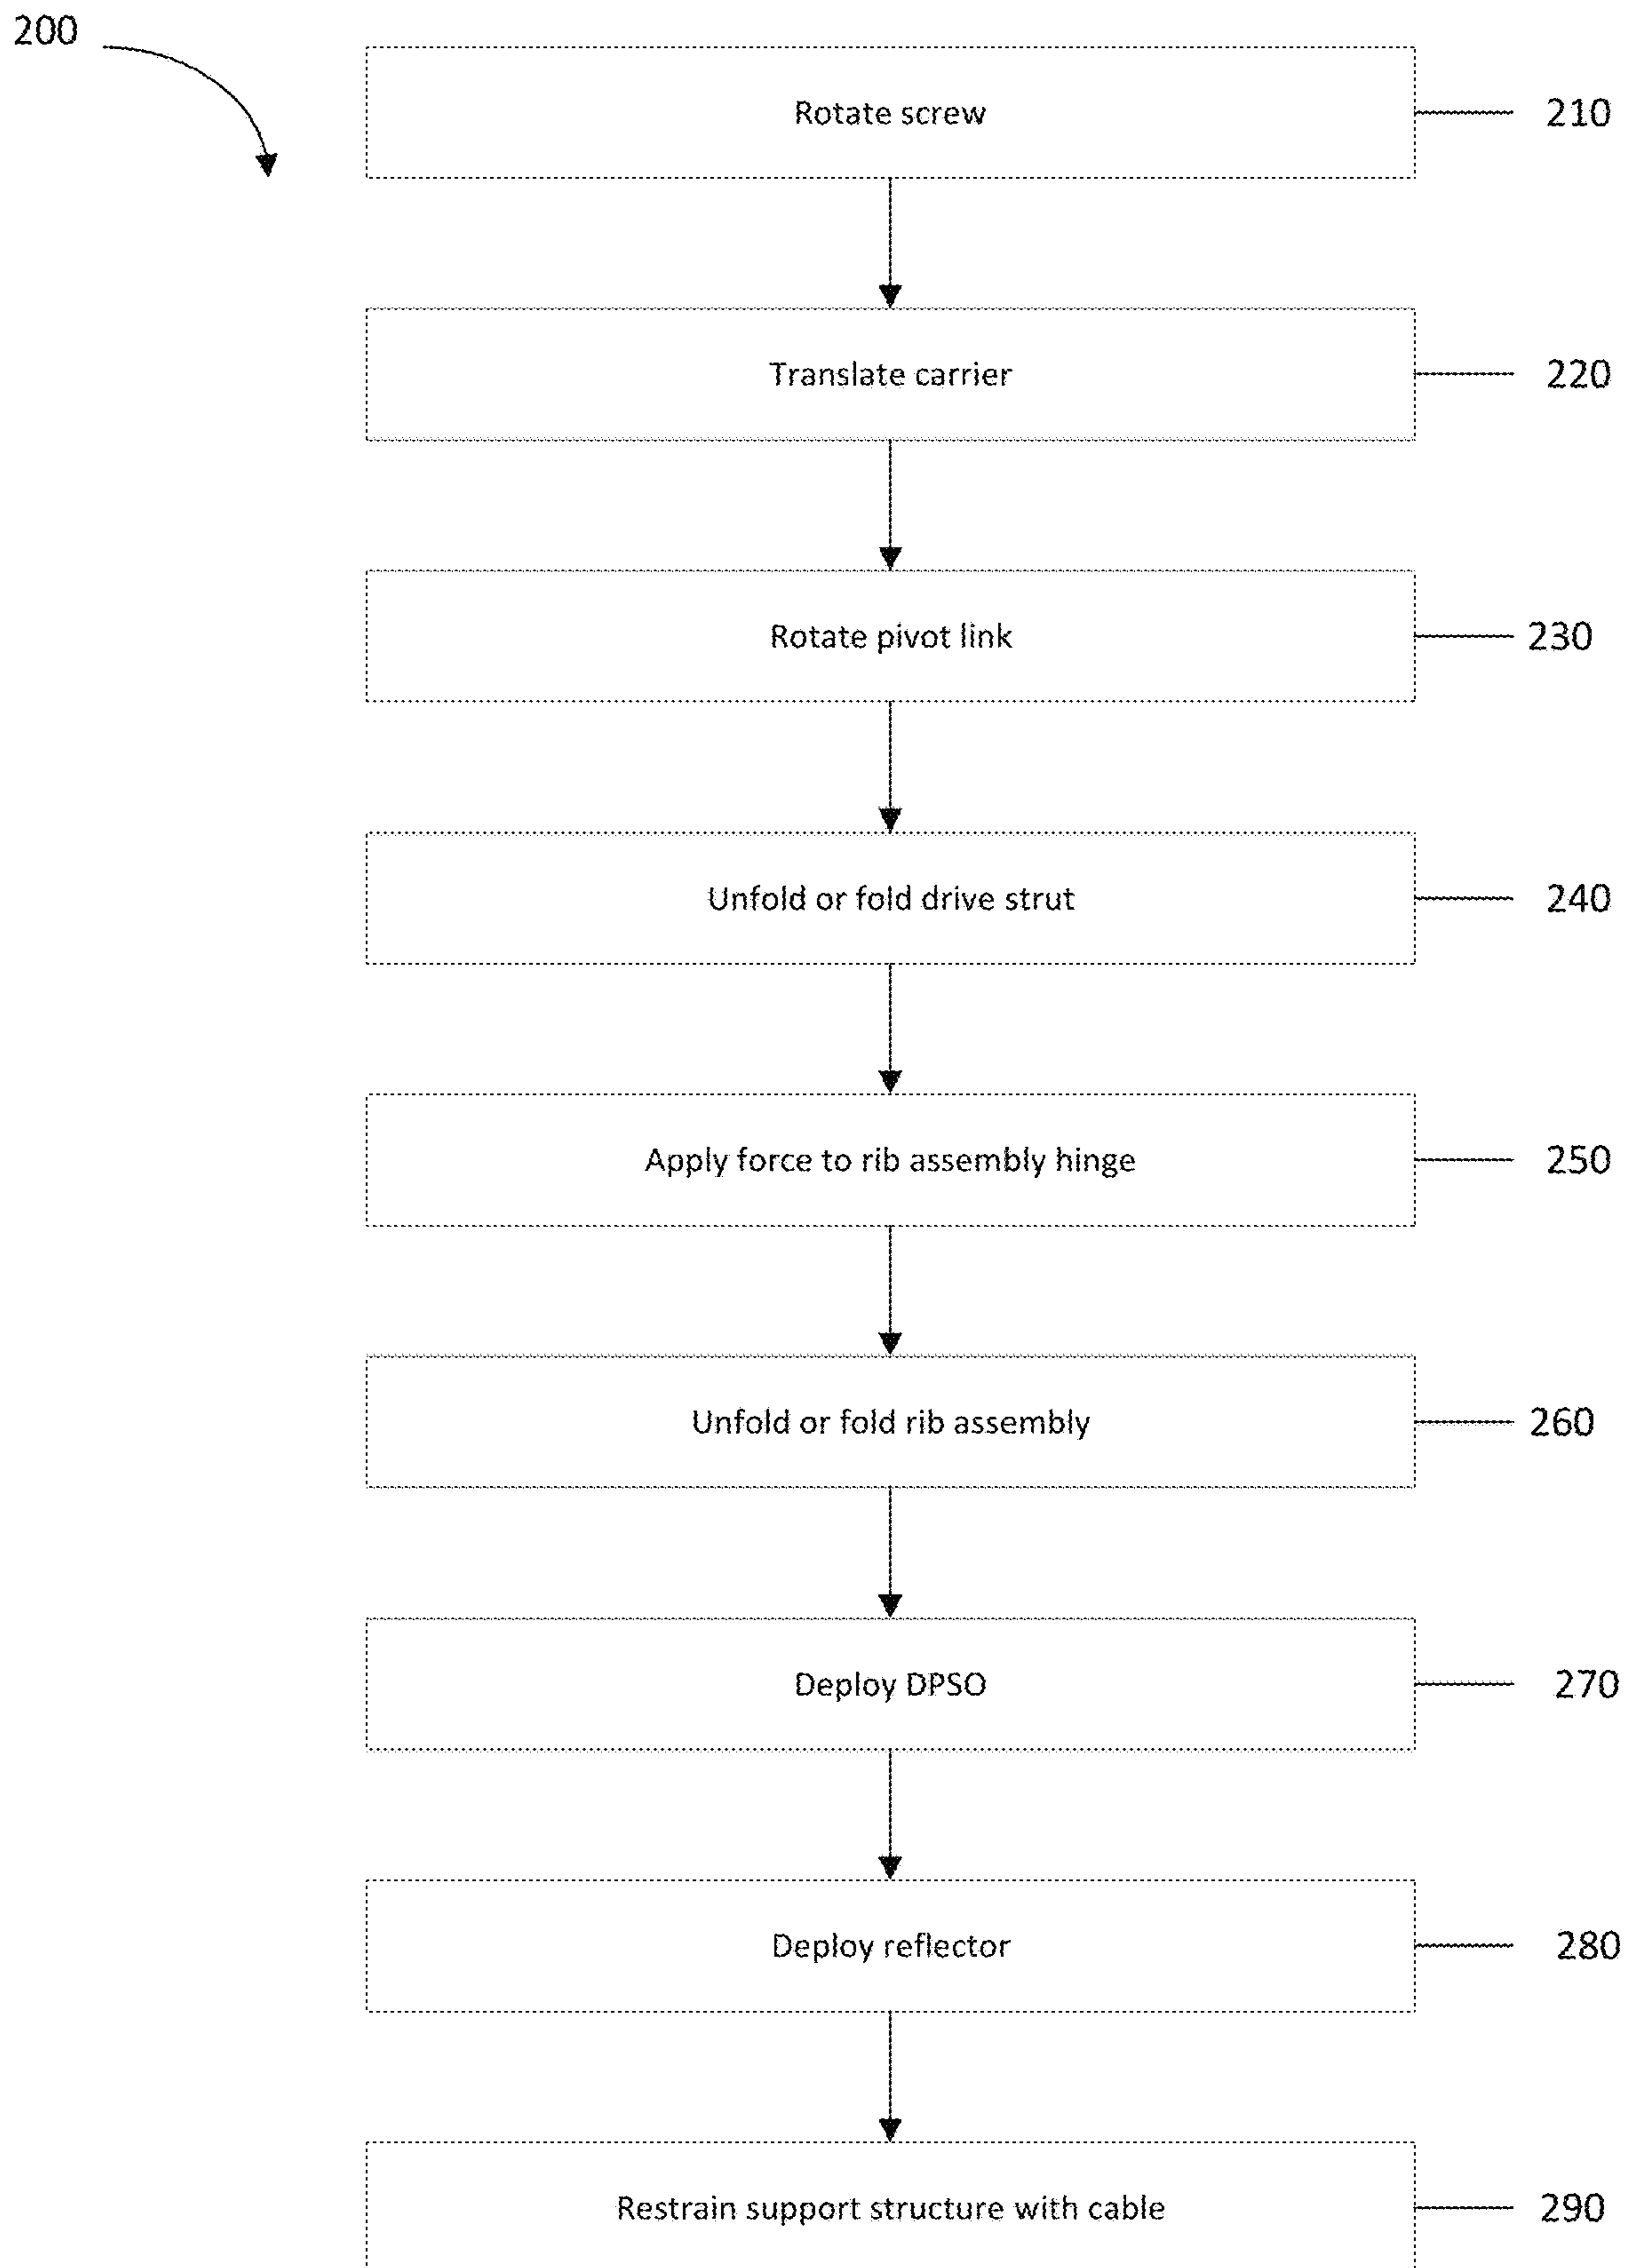 200
Rotate screw 210
Translate carrier 220
Rotate pivot link 230
Unfold or fold drive strut 240
Apply force to rib assembly hinge 250
Unfold or fold rib assembly 260
Deploy DPSO 270
Deploy reflector 280
Restrain support structure with cable 290